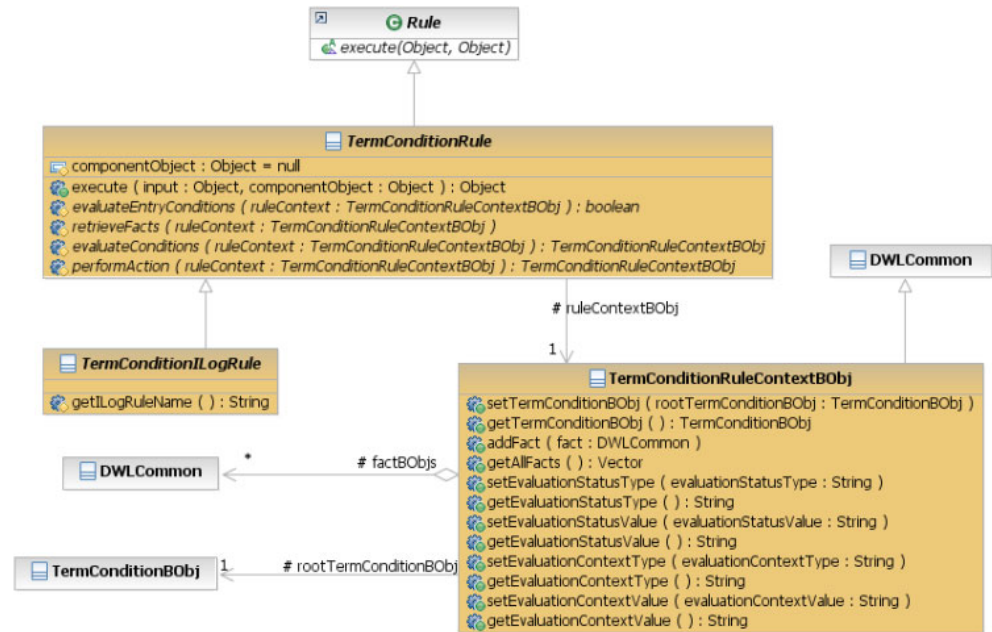 Rule
execute(Object, Object)
TermConditionRule
componentObject : Object = null
execute ( input : Object, componentObject : Object ) : Object
evaluateEntryConditions ( ruleContext : TermConditionRuleContextBObj ) : boolean
retrieveFacts ( ruleContext : TermConditionRuleContextBObj )
evaluateConditions ( ruleContext : TermConditionRuleContextBObj ) : TermConditionRuleContextBObj
performAction ( ruleContext : TermConditionRuleContextBObj ) : TermConditionRuleContextBObj
DWLCommon
# ruleContextBObj
1
TermConditionILogRule
getILogRuleName ( ) : String
TermConditionRuleContextBObj
setTermConditionBObj ( rootTermConditionBObj : TermConditionBObj )
getTermConditionBObj ( ) : TermConditionBObj
addFact ( fact : DWLCommon )
getAllFacts ( ) : Vector
setEvaluationStatusType ( evaluationStatusType : String )
getEvaluationStatusType ( ) : String
setEvaluationStatusValue ( evaluationStatusValue : String )
getEvaluationStatusValue ( ) : String
setEvaluationContextType ( evaluationContextType : String )
getEvaluationContextType ( ) : String
setEvaluationContextValue ( evaluationContextValue : String )
getEvaluationContextValue ( ) : String
DWLCommon
*
# factBObjs
TermConditionBObj
1
# rootTermConditionBObj